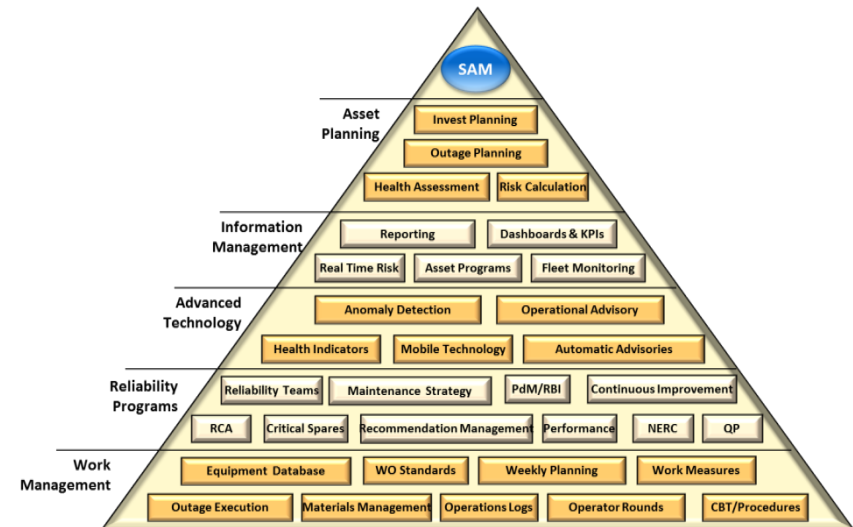 SAM
Asset
Planning
Invest Planning
Outage Planning
Health Assessment
Risk Calculation
Information
Management
Reporting
Dashboards & KPIs
Real Time Risk
Asset Programs
Fleet Monitoring
Advanced
Technology
Anomaly Detection
Operational Advisory
Health Indicators
Mobile Technology
Automatic Advisories
Reliability
Programs
Reliability Teams
Maintenance Strategy
PdM/RBI
Continuous Improvement
RCA
Critical Spares
Recommendation Management
Performance
NERC
QP
Work
Management
Equipment Database
WO Standards
Weekly Planning
Work Measures
Outage Execution
Materials Management
Operations Logs
Operator Rounds
CBT/Procedures